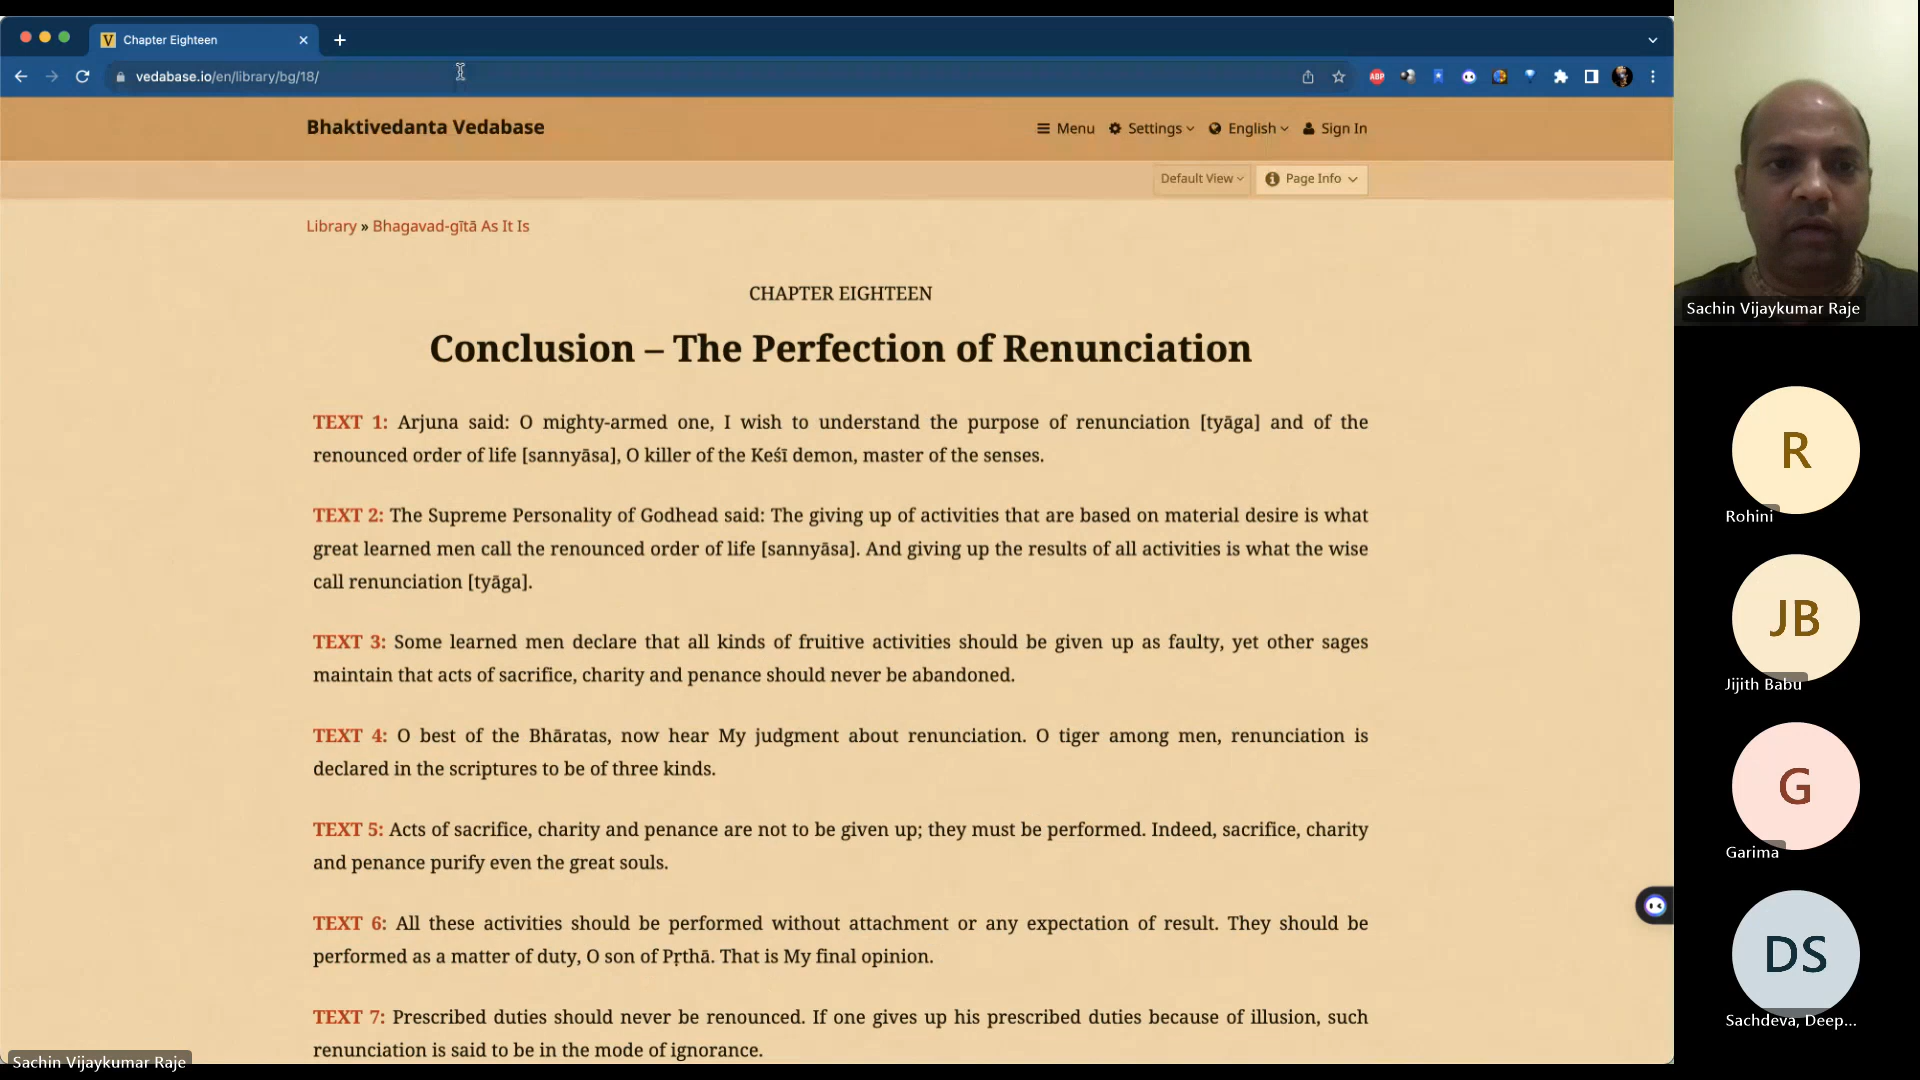 Chapter Eighteen
vedabase.io/en/library/bg/18/
ABP
Bhaktivedanta Vedabase
Menu Settings English Sign In
Default View Page Info
Library » Bhagavad-gītā As It Is
CHAPTER EIGHTEEN
Conclusion – The Perfection of Renunciation
TEXT 1: Arjuna said: O mighty-armed one, I wish to understand the purpose of renunciation [tyāga] and of the
renounced order of life [sannyāsa], O killer of the Keśī demon, master of the senses.
TEXT 2: The Supreme Personality of Godhead said: The giving up of activities that are based on material desire is what
great learned men call the renounced order of life [sannyāsa]. And giving up the results of all activities is what the wise
call renunciation [tyāga].
TEXT 3: Some learned men declare that all kinds of fruitive activities should be given up as faulty, yet other sages
maintain that acts of sacrifice, charity and penance should never be abandoned.
TEXT 4: O best of the Bhāratas, now hear My judgment about renunciation. O tiger among men, renunciation is
declared in the scriptures to be of three kinds.
TEXT 5: Acts of sacrifice, charity and penance are not to be given up; they must be performed. Indeed, sacrifice, charity
and penance purify even the great souls.
TEXT 6: All these activities should be performed without attachment or any expectation of result. They should be
performed as a matter of duty, O son of Pṛthā. That is My final opinion.
TEXT 7: Prescribed duties should never be renounced. If one gives up his prescribed duties because of illusion, such
renunciation is said to be in the mode of ignorance.
Sachin Vijaykumar Raje
Sachin Vijaykumar Raje
R
Rohini
JB
Jijith Babu
G
Garima
DS
Sachdeva, Deep...